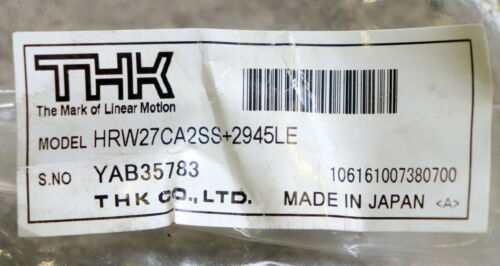 THK
The Mark of Linear Motion
MODEL HRW27CA2SS+2945LE
S.NO YAB35783
106161007380700
THK CO., LTD. MADE IN JAPAN <A>